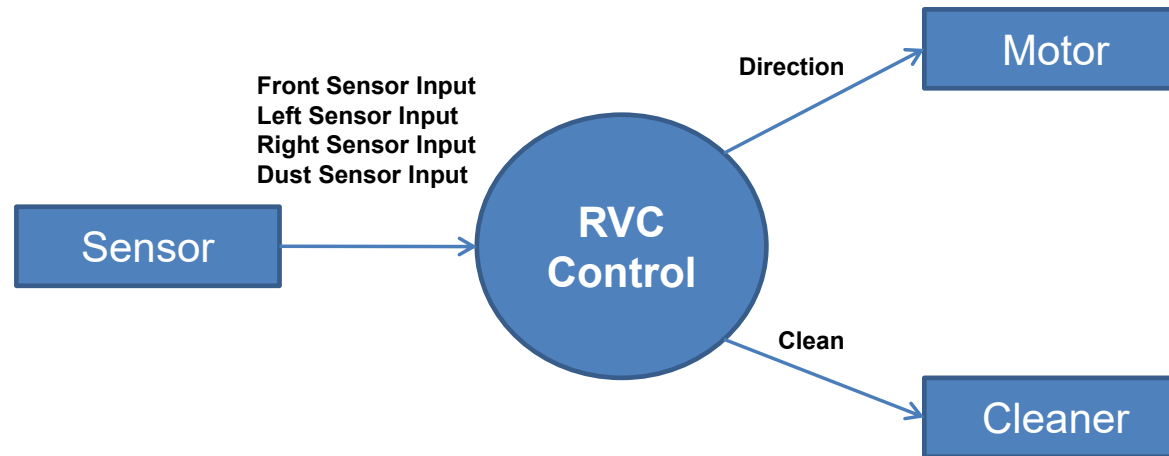 Motor
Direction
Front Sensor Input
Left Sensor Input
Right Sensor Input
Dust Sensor Input
Sensor
RVC
Control
Clean
Cleaner